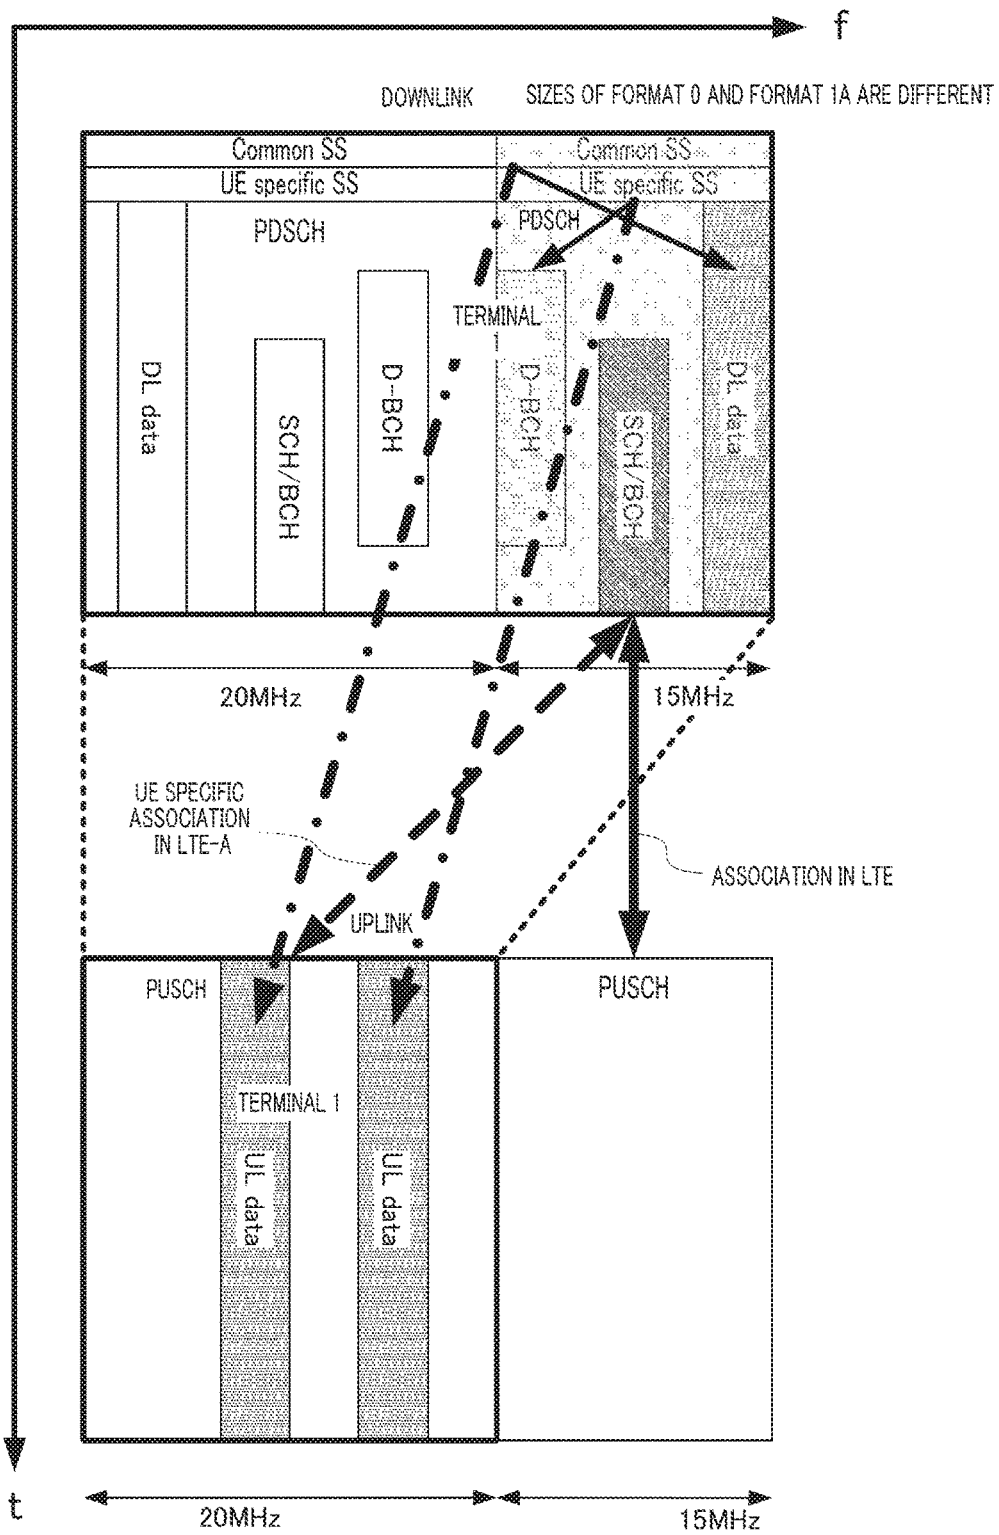 f
DOWNLINK
SIZES OF FORMAT 0 AND FORMAT 1A ARE DIFFERENT
Common SS
Common SS
UE specific SS
UE specific SS
PDSCH
PDSCH
TERMINAL
DL data
SCH/BCH
D-BCH
D-BCH
SCH/BCH
DL data
20MHz
15MHz
UE SPECIFIC
ASSOCIATION
IN LTE-A
ASSOCIATION IN LTE
UPLINK
PUSCH
PUSCH
TERMINAL 1
UL data
UL data
t
20MHz
15MHz